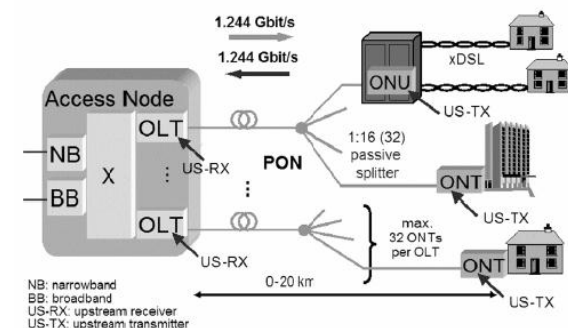 1.244 Gbit/s
1.244 Gbit/s
xDSL
ONU
US-TX
Access Node
OLT
NB
X
BB
US-RX
PON
1:16 (32)
passive
splitter
ONT
US-TX
OLT
US-RX
max.
32 ONTs
per OLT
ONT
0-20 km
US-TX
NB: narrowband
BB: broadband
US-RX: upstream receiver
US-TX: upstream transmitter